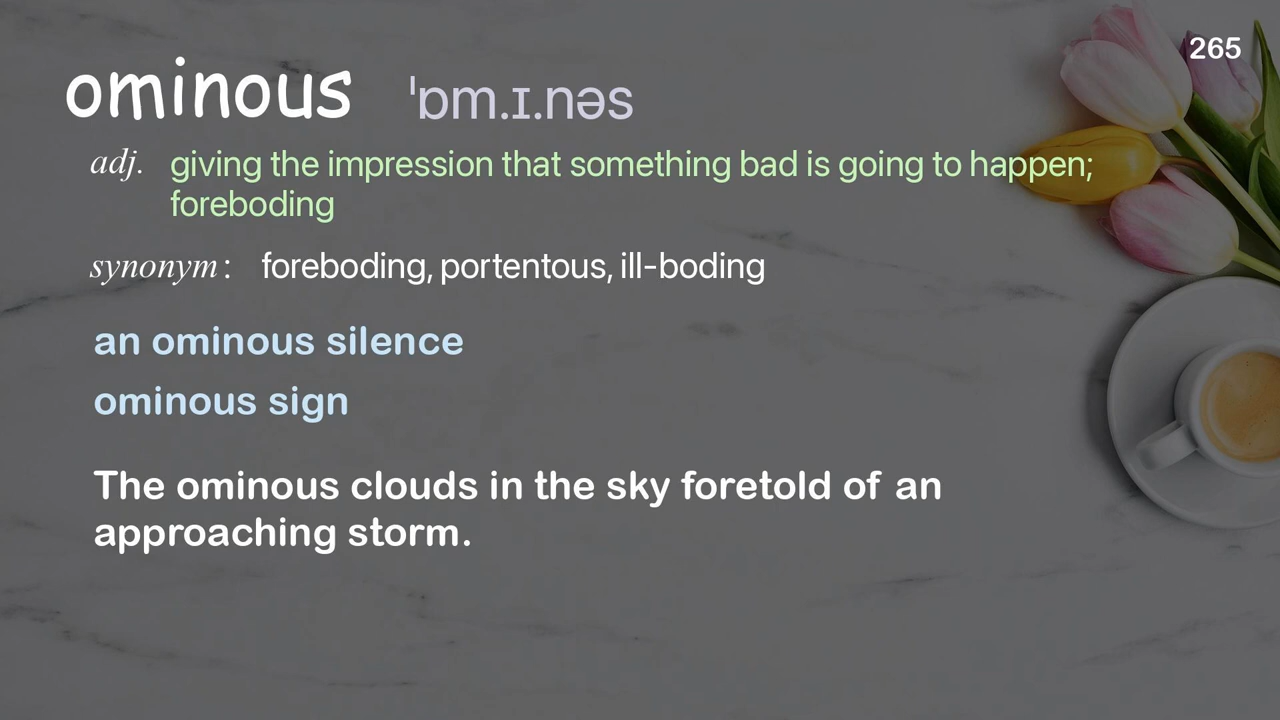 265
ominous ˈɒm.ɪ.nəs
adj. giving the impression that something bad is going to happen;
foreboding
synonym: foreboding, portentous, ill-boding
an ominous silence
ominous sign
The ominous clouds in the sky foretold of an
approaching storm.